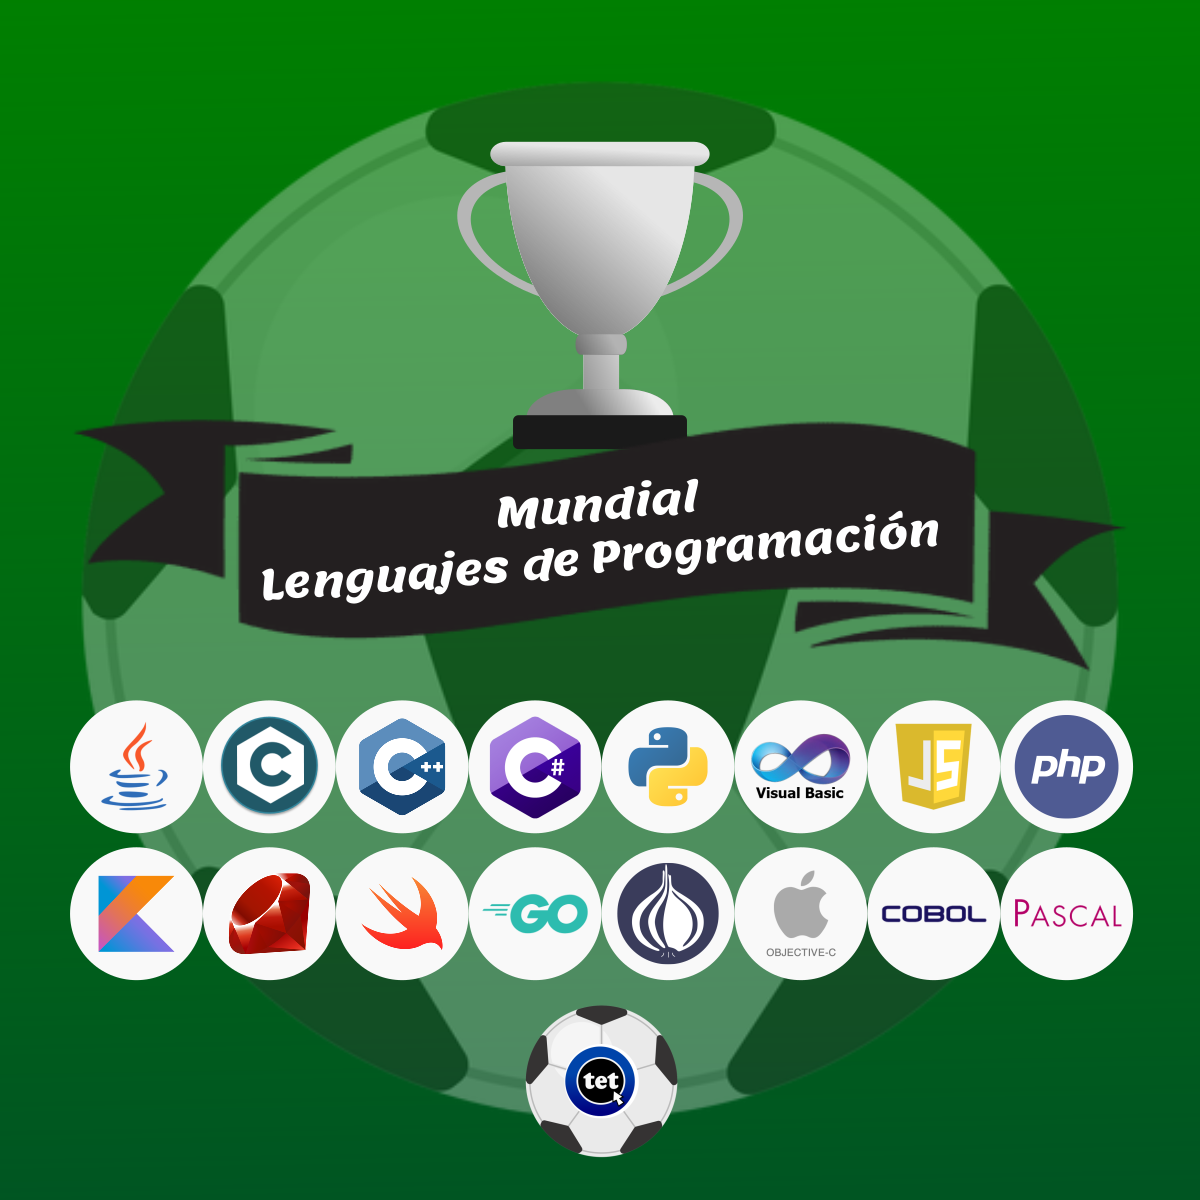 Mundial
Lenguajes de Programación
C
C++
C#
Visual Basic
JS
php
GO
OBJECTIVE-C
COBOL
PASCAL
tet